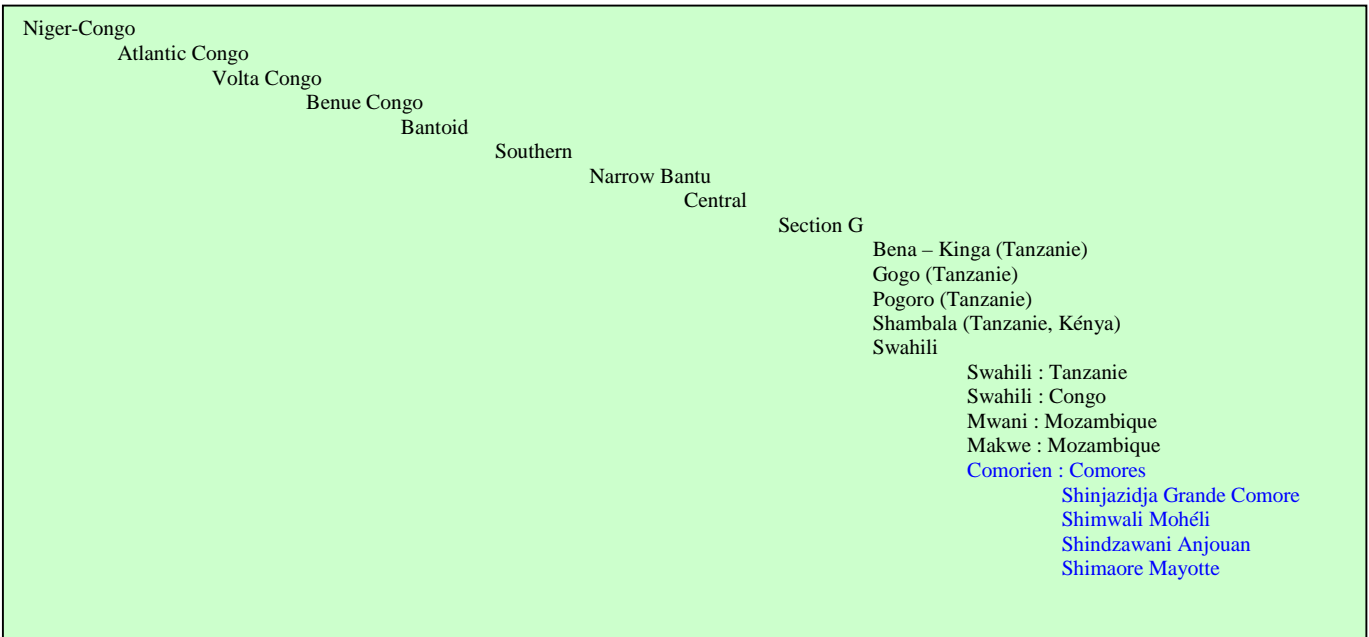 Niger-Congo
Atlantic Congo
Volta Congo
Benue Congo
Bantoid
Southern
Narrow Bantu
Central
Section G
Bena – Kinga (Tanzanie)
Gogo (Tanzanie)
Pogoro (Tanzanie)
Shambala (Tanzanie, Kénya)
Swahili
Swahili : Tanzanie
Swahili : Congo
Mwani : Mozambique
Makwe : Mozambique
Comorien : Comores
Shinjazidja Grande Comore
Shimwali Mohéli
Shindzawani Anjouan
Shimaore Mayotte